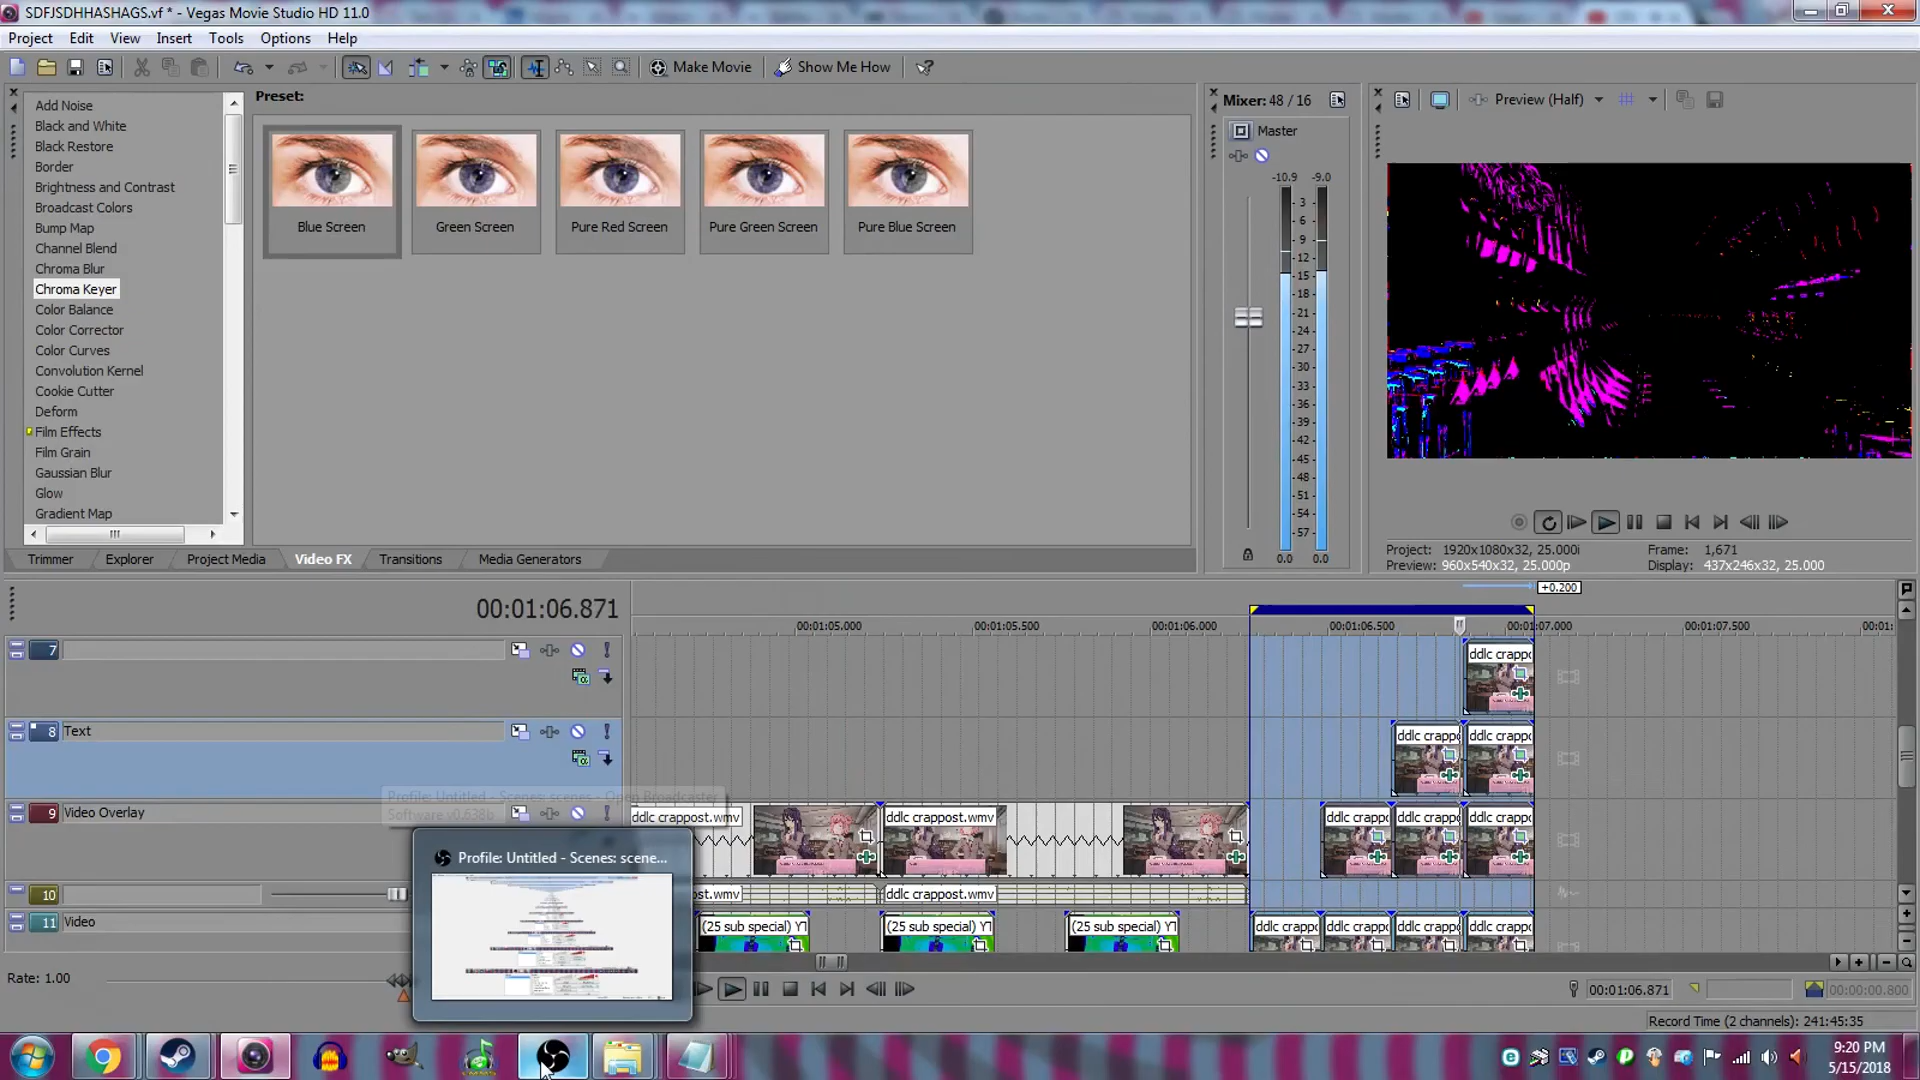 SDFJSDHHASHAGS.vf * - Vegas Movie Studio HD 11.0
Project Edit View Insert Tools Options Help
Make Movie Show Me How
Add Noise
Black and White
Black Restore
Border
Brightness and Contrast
Broadcast Colors
Bump Map
Channel Blend
Chroma Blur
Chroma Keyer
Color Balance
Color Corrector
Color Curves
Convolution Kernel
Cookie Cutter
Deform
Film Effects
Film Grain
Gaussian Blur
Glow
Gradient Map
Preset:
Blue Screen Green Screen Pure Red Screen Pure Green Screen Pure Blue Screen
Trimmer Explorer Project Media Video FX Transitions Media Generators
Mixer: 48 / 16
Master
-10.9 -9.0
3
6
9
12
15
18
21
24
27
30
33
36
39
42
45
48
51
54
57
0.0 0.0
Preview (Half)
Project: 1920x1080x32, 25.000i
Preview: 960x540x32, 25.000p
Frame: 1,671
Display: 437x246x32, 25.000
+0.200
00:01:06.871
00:01:05.000 00:01:05.500 00:01:06.000 00:01:06.500 00:01:07.000 00:01:07.500 00:01:
7
ddlc crappo
8 Text
ddlc crappo ddlc crappo
Profile: Untitled - Scenes: scenes - Open Broadcaster
Software v0.638b
9 Video Overlay
ddlc crappost.wmv ddlc crappost.wmv ddlc crappo ddlc crappo ddlc crappo
Profile: Untitled - Scenes: scene...
10
post.wmv ddlc crappost.wmv
11 Video
(25 sub special) YT (25 sub special) YT (25 sub special) YT ddlc crappo ddlc crappo ddlc crappo ddlc crappo
Rate: 1.00
00:01:06.871
00:00:00.800
Record Time (2 channels): 241:45:35
9:20 PM
5/15/2018